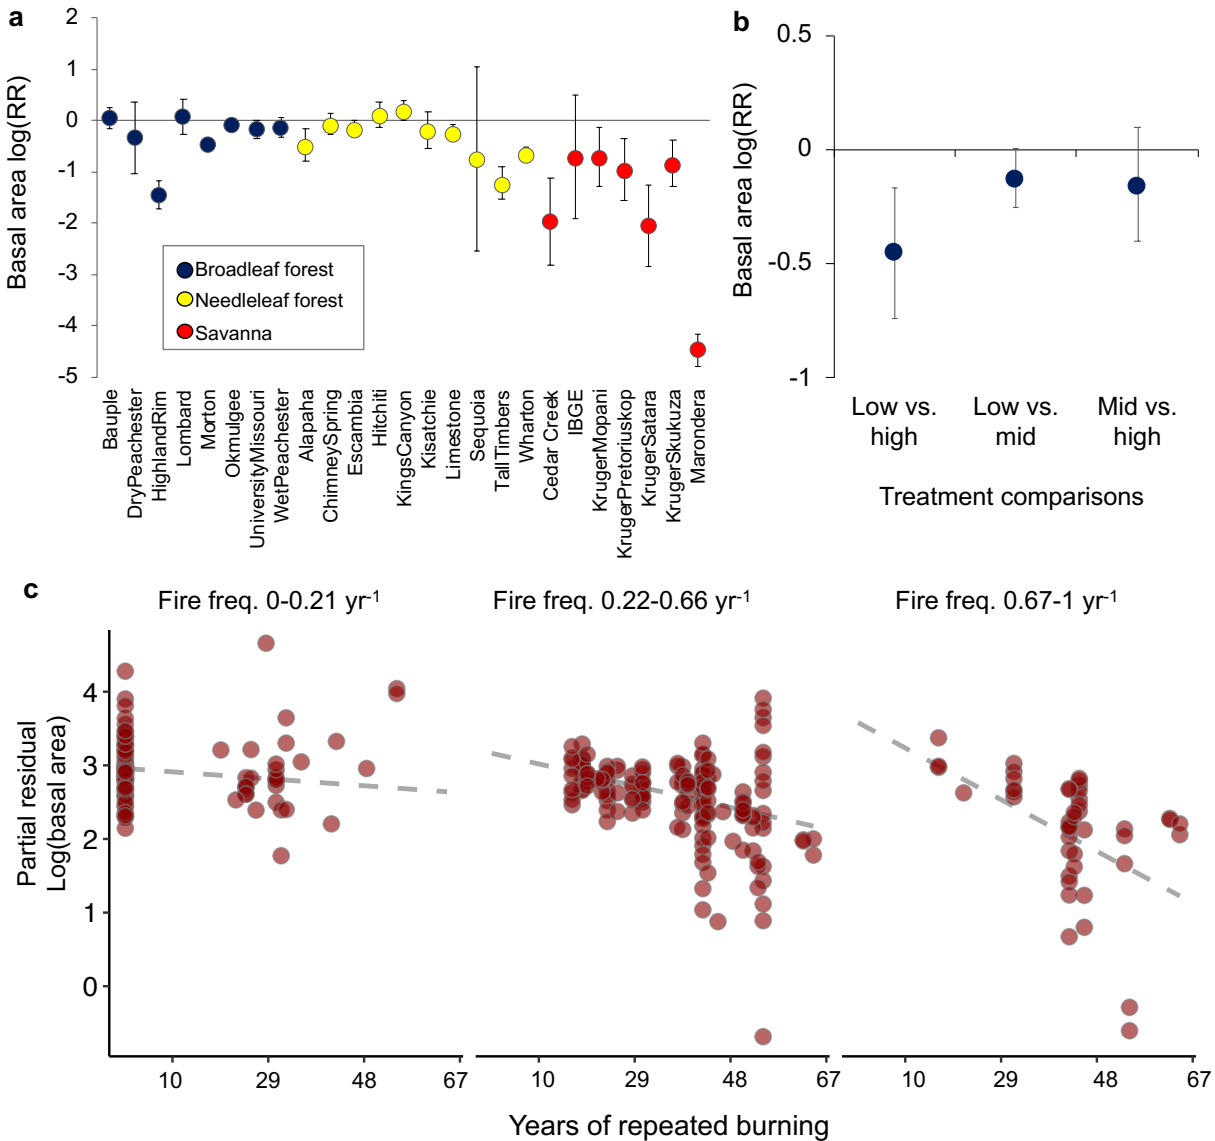 a
Basal area log(RR)
2
1
0
-1
-2
-3
-4
-5
Broadleaf forest
Needleleaf forest
Savanna
Bauple
DryPeachester
HighlandRim
Lombard
Morton
Okmulgee
UniversityMissouri
WetPeachester
Alapaha
ChimneySpring
Escambia
Hitchiti
KingsCanyon
Kisatchie
Limestone
Sequoia
TallTimbers
Wharton
Cedar Creek
IBGE
KrugerMopani
KrugerPretoriuskop
KrugerSatara
KrugerSkukuza
Marondera
b
Basal area log(RR)
0.5
0
-0.5
-1
Low vs. high
Low vs. mid
Mid vs. high
Treatment comparisons
c
Fire freq. 0-0.21 yr-1
Fire freq. 0.22-0.66 yr-1
Fire freq. 0.67-1 yr-1
Partial residual
Log(basal area)
4
3
2
1
0
10 29 48 67
10 29 48 67
10 29 48 67
Years of repeated burning